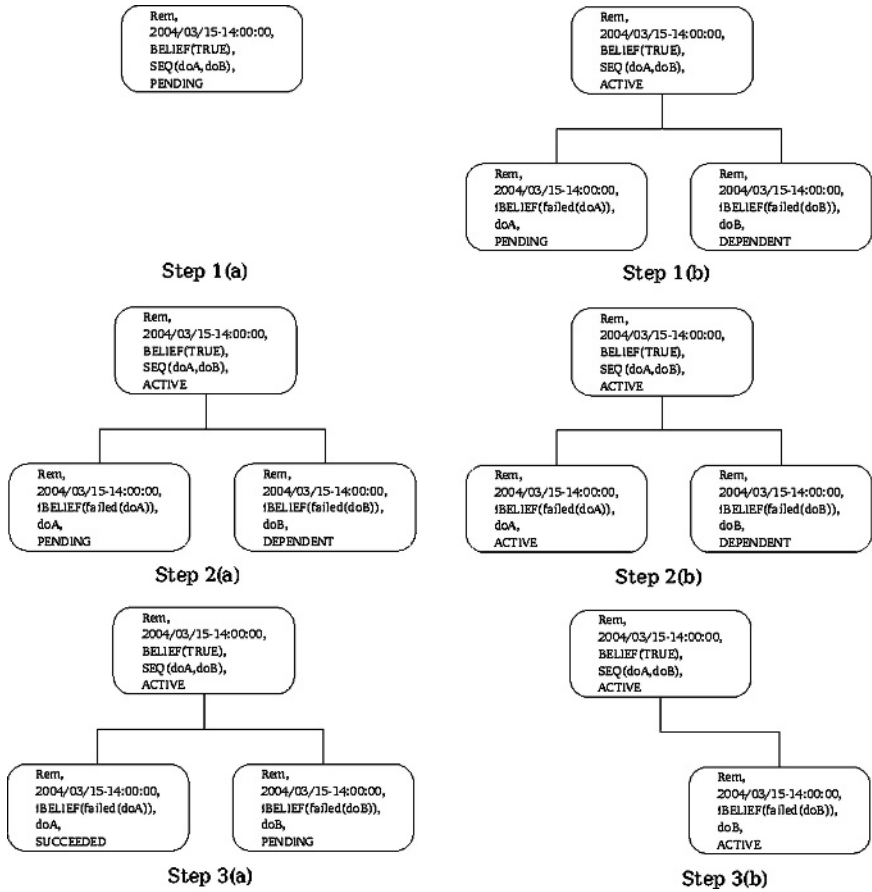 Rem,
2004/03/15-14:00:00,
BELIEF(TRUE),
SEQ(doA,doB),
PENDING
Step 1(a)
Rem,
2004/03/15-14:00:00,
BELIEF(TRUE),
SEQ(doA,doB),
ACTIVE
Rem,
2004/03/15-14:00:00,
!BELIEF(failed(doA)),
doA,
PENDING
Rem,
2004/03/15-14:00:00,
!BELIEF(failed(doB)),
doB,
DEPENDENT
Step 1(b)
Rem,
2004/03/15-14:00:00,
BELIEF(TRUE),
SEQ(doA,doB),
ACTIVE
Rem,
2004/03/15-14:00:00,
!BELIEF(failed(doA)),
doA,
PENDING
Rem,
2004/03/15-14:00:00,
!BELIEF(failed(doB)),
doB,
DEPENDENT
Step 2(a)
Rem,
2004/03/15-14:00:00,
BELIEF(TRUE),
SEQ(doA,doB),
ACTIVE
Rem,
2004/03/15-14:00:00,
!BELIEF(failed(doA)),
doA,
ACTIVE
Rem,
2004/03/15-14:00:00,
!BELIEF(failed(doB)),
doB,
DEPENDENT
Step 2(b)
Rem,
2004/03/15-14:00:00,
BELIEF(TRUE),
SEQ(doA,doB),
ACTIVE
Rem,
2004/03/15-14:00:00,
!BELIEF(failed(doA)),
doA,
SUCCEEDED
Rem,
2004/03/15-14:00:00,
!BELIEF(failed(doB)),
doB,
PENDING
Step 3(a)
Rem,
2004/03/15-14:00:00,
BELIEF(TRUE),
SEQ(doA,doB),
ACTIVE
Rem,
2004/03/15-14:00:00,
!BELIEF(failed(doB)),
doB,
ACTIVE
Step 3(b)